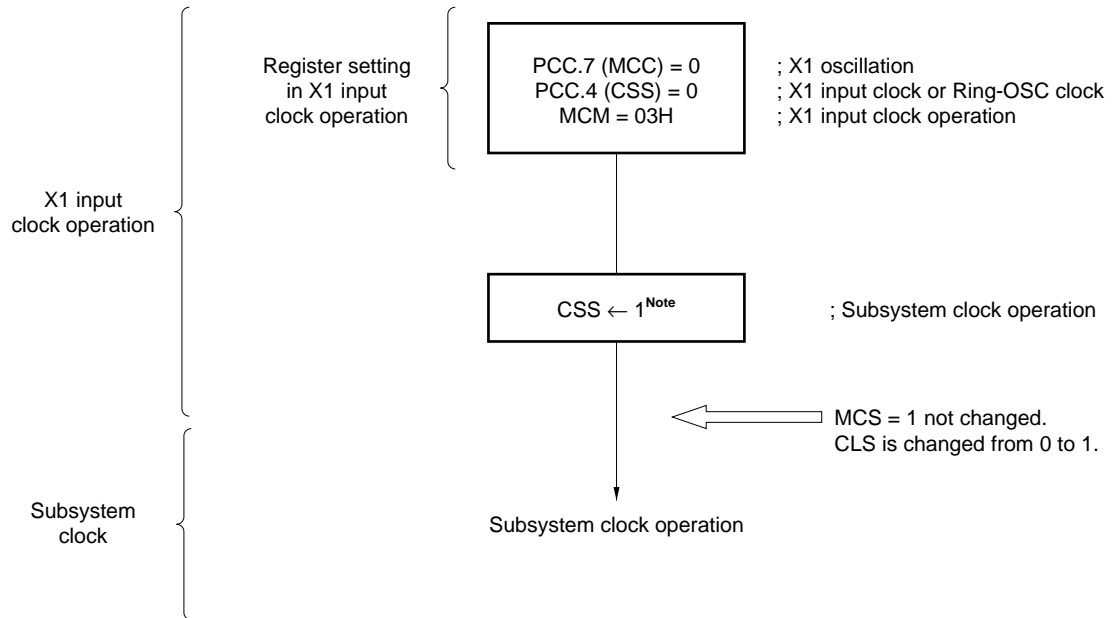 Register setting
in X1 input
clock operation
PCC.7 (MCC) = 0
PCC.4 (CSS) = 0
MCM = 03H
; X1 oscillation
; X1 input clock or Ring-OSC clock
; X1 input clock operation
X1 input
clock operation
CSS ← 1Note
; Subsystem clock operation
MCS = 1 not changed.
CLS is changed from 0 to 1.
Subsystem
clock
Subsystem clock operation